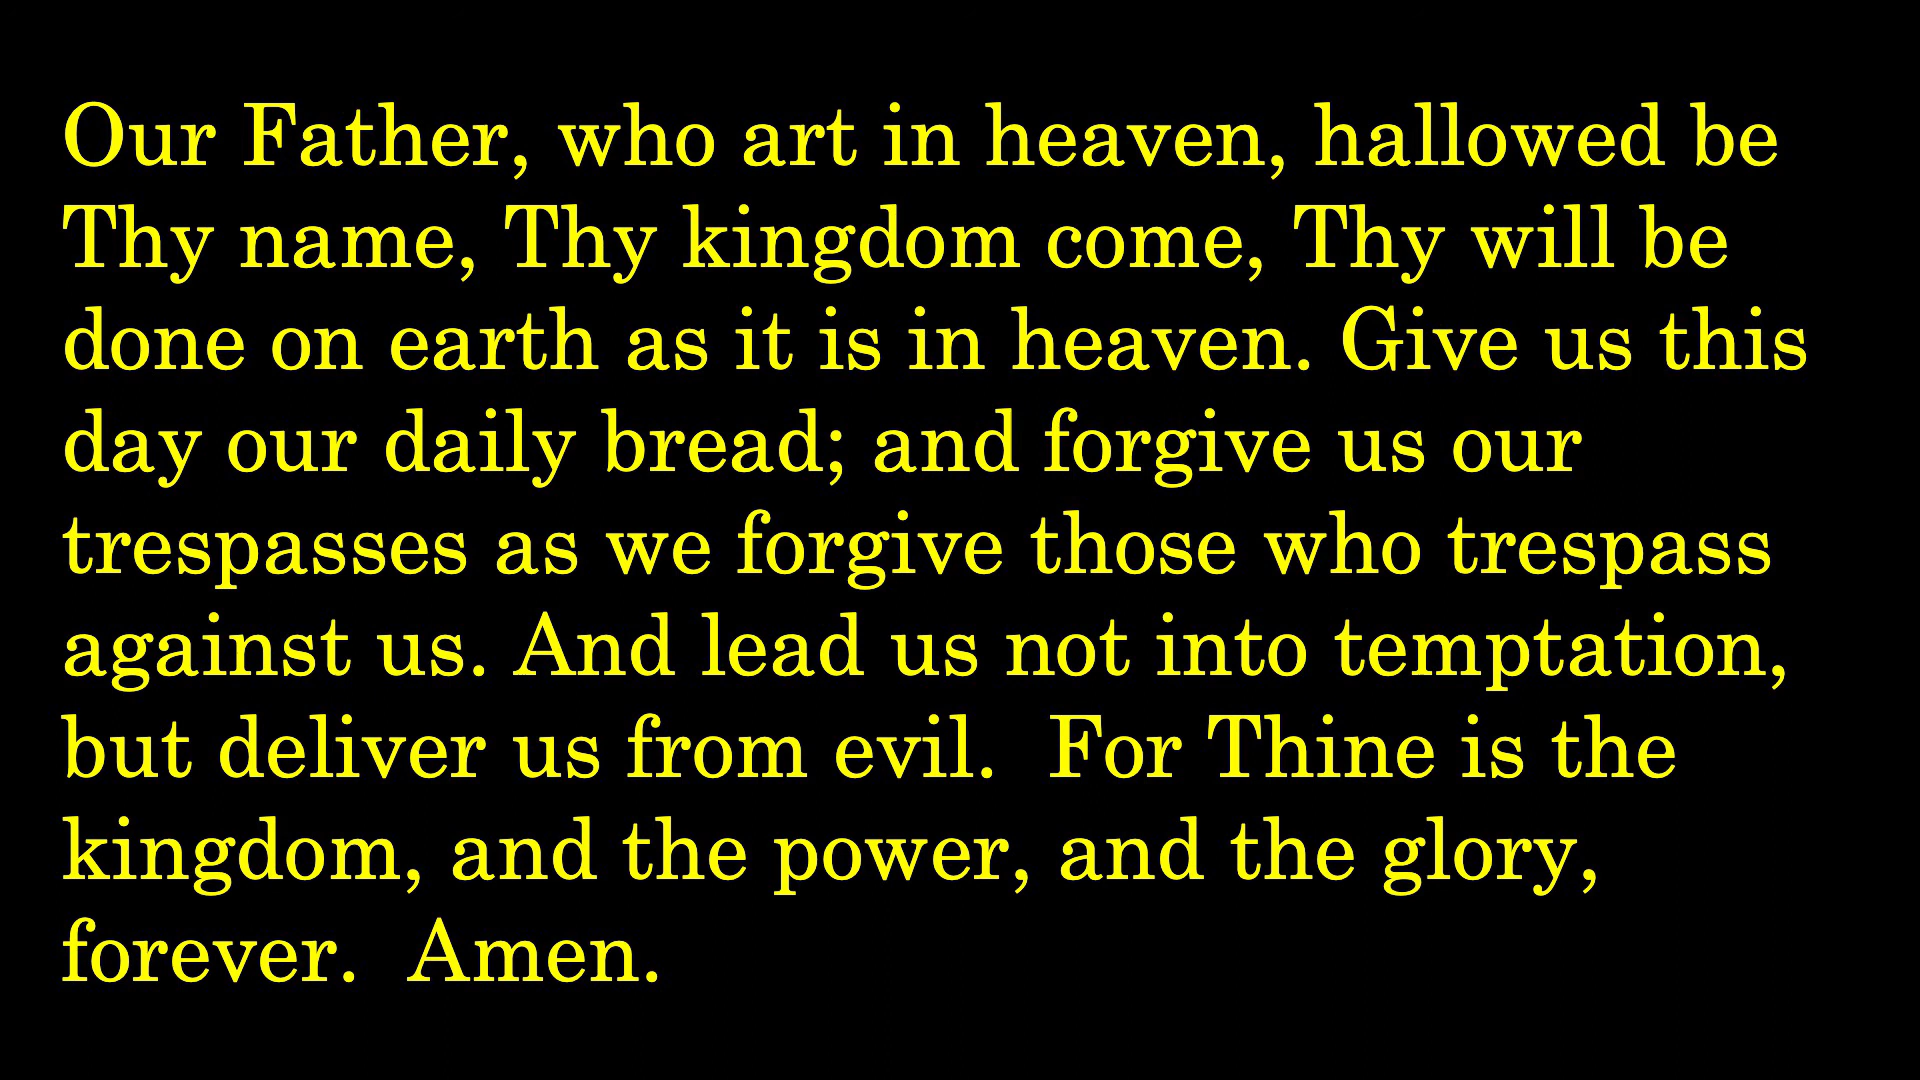 Our Father, who art in heaven, hallowed be
Thy name, Thy kingdom come, Thy will be
done on earth as it is in heaven. Give us this
day our daily bread; and forgive us our
trespasses as we forgive those who trespass
against us. And lead us not into temptation,
but deliver us from evil.  For Thine is the
kingdom, and the power, and the glory,
forever.  Amen.